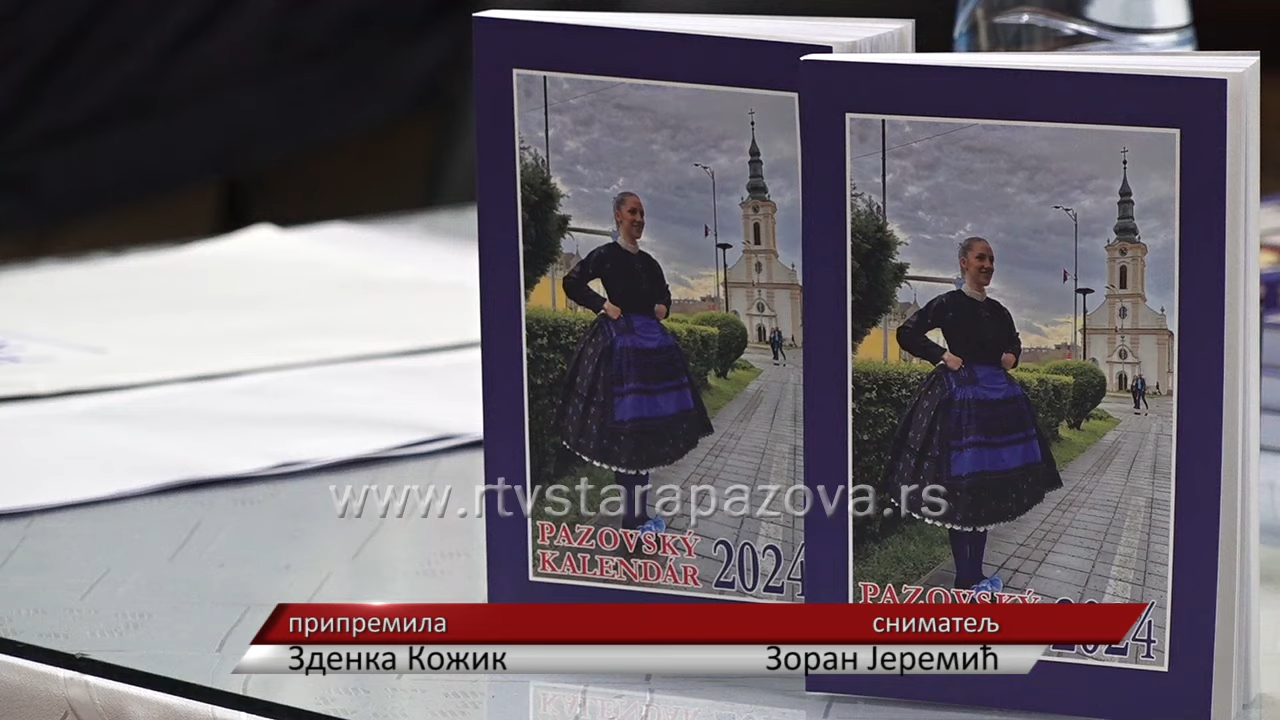 www.rtvstarapazova.rs
PAZOVSKÝ
KALENDÁR 2024
PAZOVSKÝ
2024
припремила
сниматељ
Зденка Кожик
Зоран Јеремић